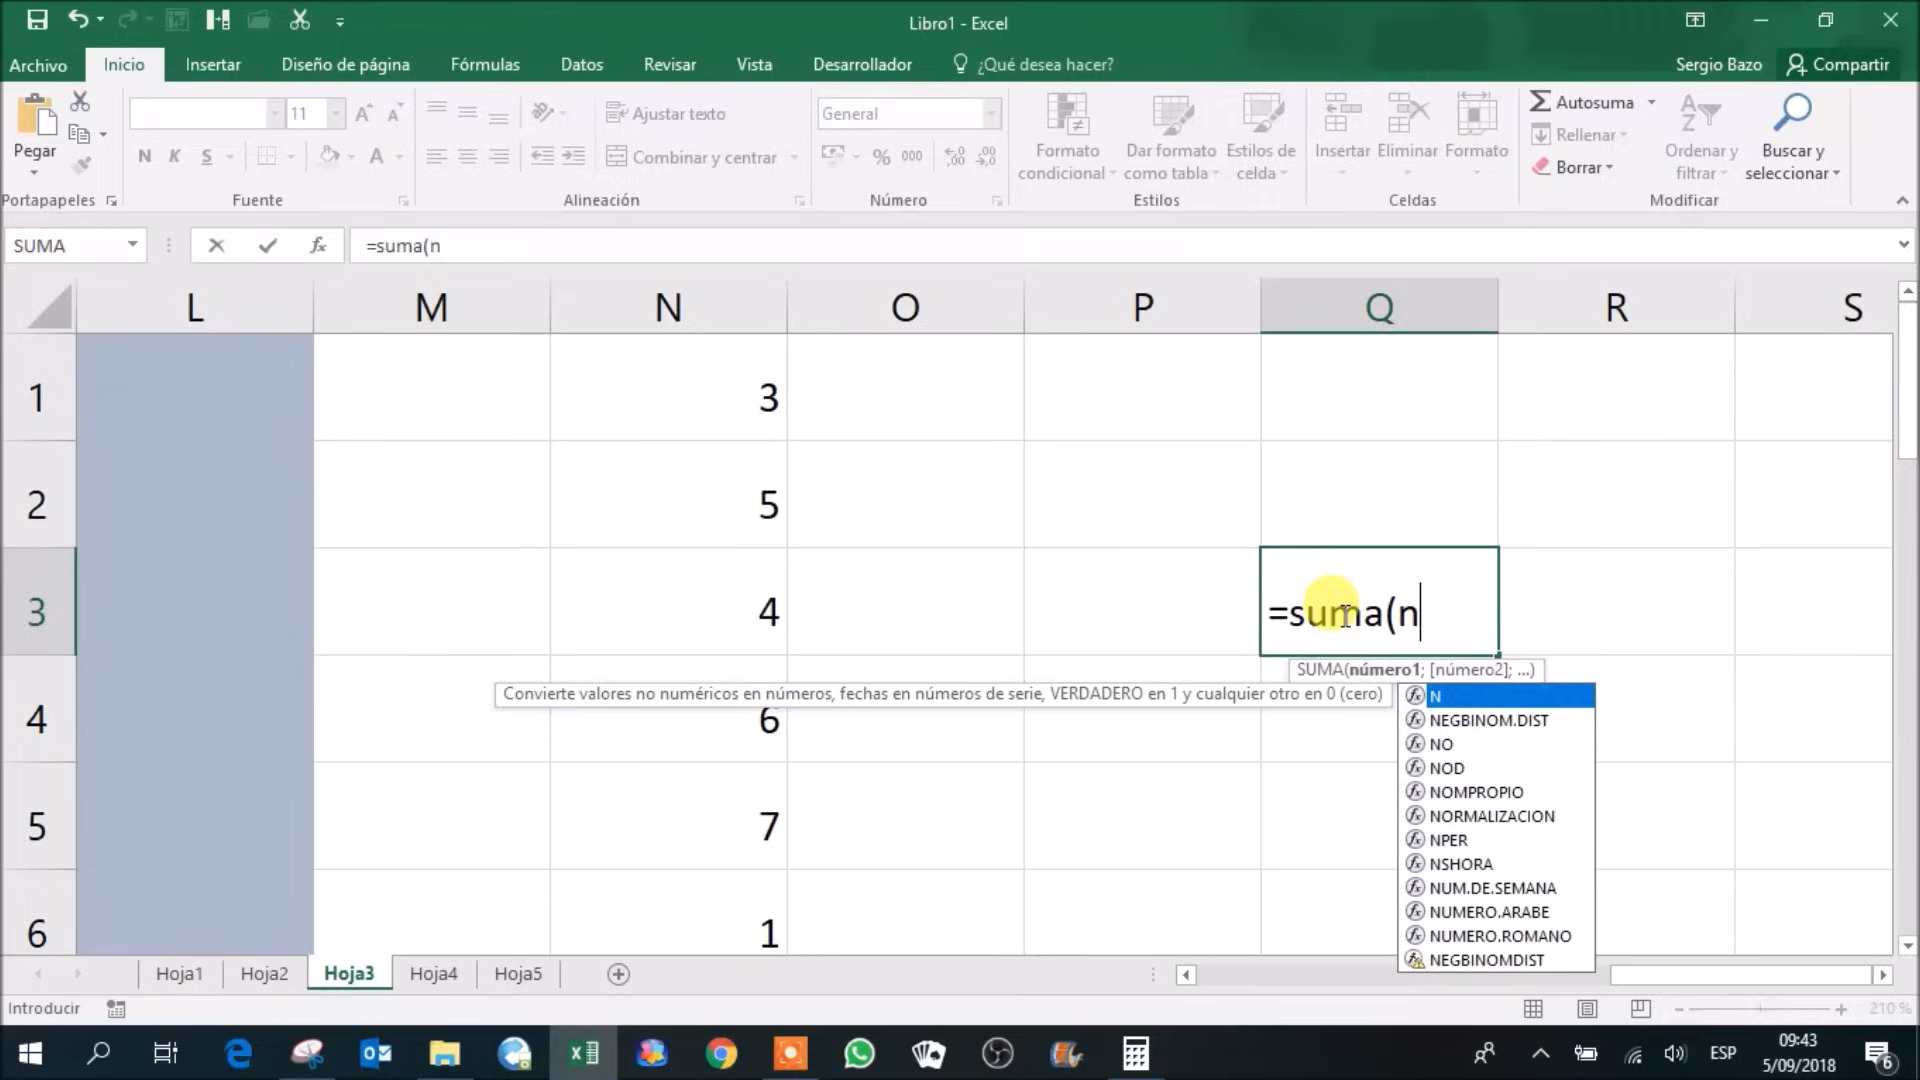 Libro1 - Excel
Archivo Inicio Insertar Diseño de página Fórmulas Datos Revisar Vista Desarrollador ¿Qué desea hacer? Sergio Bazo Compartir
Pegar
Portapapeles
11
N K S
Fuente
Ajustar texto
Combinar y centrar
Alineación
General
% 000
Número
Formato condicional
Dar formato como tabla
Estilos de celda
Estilos
Insertar Eliminar Formato
Celdas
Autosuma
Rellenar
Borrar
Ordenar y filtrar
Buscar y seleccionar
Modificar
SUMA fx =suma(n
L M N O P Q R S
1 3
2 5
3 4 =suma(n
SUMA(número1; [número2]; ...)
Convierte valores no numéricos en números, fechas en números de serie, VERDADERO en 1 y cualquier otro en 0 (cero)
4 6
5 7
6 1
N
NEGBINOM.DIST
NO
NOD
NOMPROPIO
NORMALIZACION
NPER
NSHORA
NUM.DE.SEMANA
NUMERO.ARABE
NUMERO.ROMANO
NEGBINOMDIST
Hoja1 Hoja2 Hoja3 Hoja4 Hoja5
Introducir 210 %
ESP 09:43
5/09/2018
6